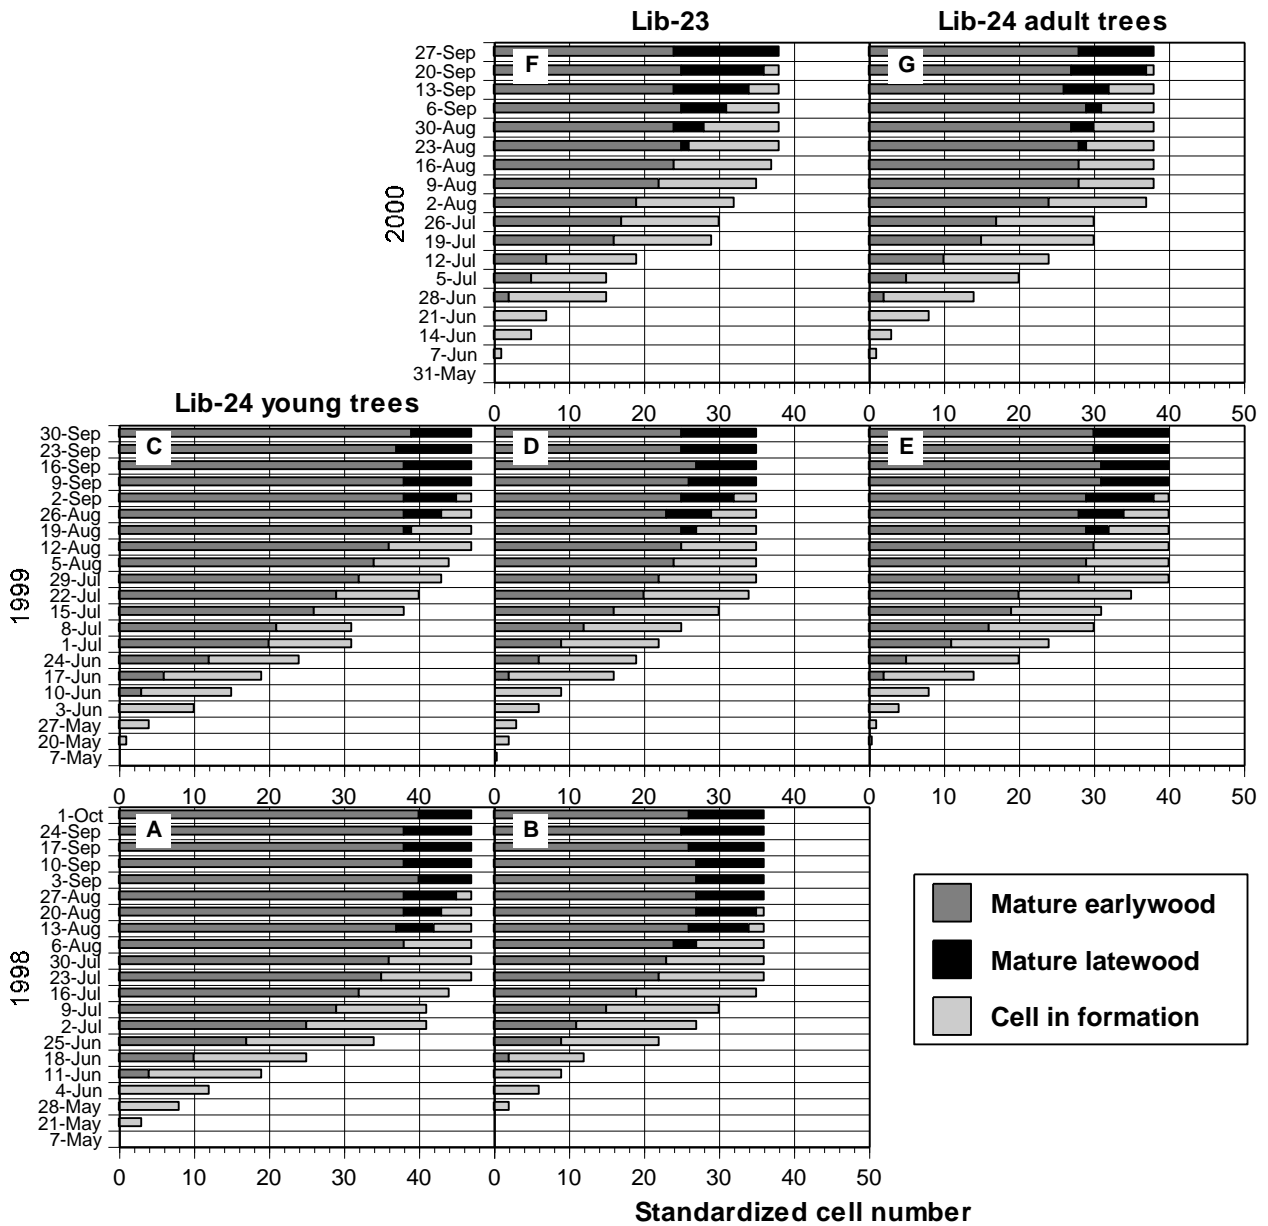 Lib-23 Lib-24 adult trees
F G
27-Sep
20-Sep
13-Sep
6-Sep
30-Aug
23-Aug
16-Aug
9-Aug
2-Aug
26-Jul
19-Jul
12-Jul
5-Jul
28-Jun
21-Jun
14-Jun
7-Jun
31-May
2000
0 10 20 30 40 0 10 20 30 40 50
Lib-24 young trees
C D E
30-Sep
23-Sep
16-Sep
9-Sep
2-Sep
26-Aug
19-Aug
12-Aug
5-Aug
29-Jul
22-Jul
15-Jul
8-Jul
1-Jul
24-Jun
17-Jun
10-Jun
3-Jun
27-May
20-May
7-May
1999
0 10 20 30 40 0 10 20 30 40 0 10 20 30 40 50
A B
1-Oct
24-Sep
17-Sep
10-Sep
3-Sep
27-Aug
20-Aug
13-Aug
6-Aug
30-Jul
23-Jul
16-Jul
9-Jul
2-Jul
25-Jun
18-Jun
11-Jun
4-Jun
28-May
21-May
7-May
1998
0 10 20 30 40 0 10 20 30 40 50
Standardized cell number
Mature earlywood
Mature latewood
Cell in formation